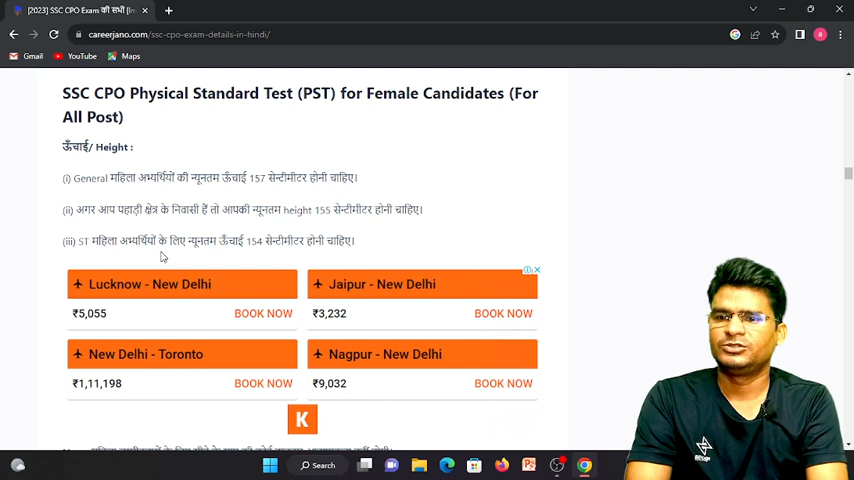 [2023] SSC CPO Exam की सभी [In
careerjano.com/ssc-cpo-exam-details-in-hindi/
a
Gmail YouTube Maps
SSC CPO Physical Standard Test (PST) for Female Candidates (For
All Post)
ऊँचाई/ Height :
(i) General महिला अभ्यर्थियों की न्यूनतम ऊँचाई 157 सेन्टीमीटर होनी चाहिए।
(ii) अगर आप पहाड़ी क्षेत्र के निवासी हैं तो आपकी न्यूनतम height 155 सेन्टीमीटर होनी चाहिए।
(iii) ST महिला अभ्यर्थियों के लिए न्यूनतम ऊँचाई 154 सेन्टीमीटर होनी चाहिए।
Lucknow - New Delhi
₹5,055 BOOK NOW
Jaipur - New Delhi
₹3,232 BOOK NOW
New Delhi - Toronto
₹1,11,198 BOOK NOW
Nagpur - New Delhi
₹9,032 BOOK NOW
K
Search